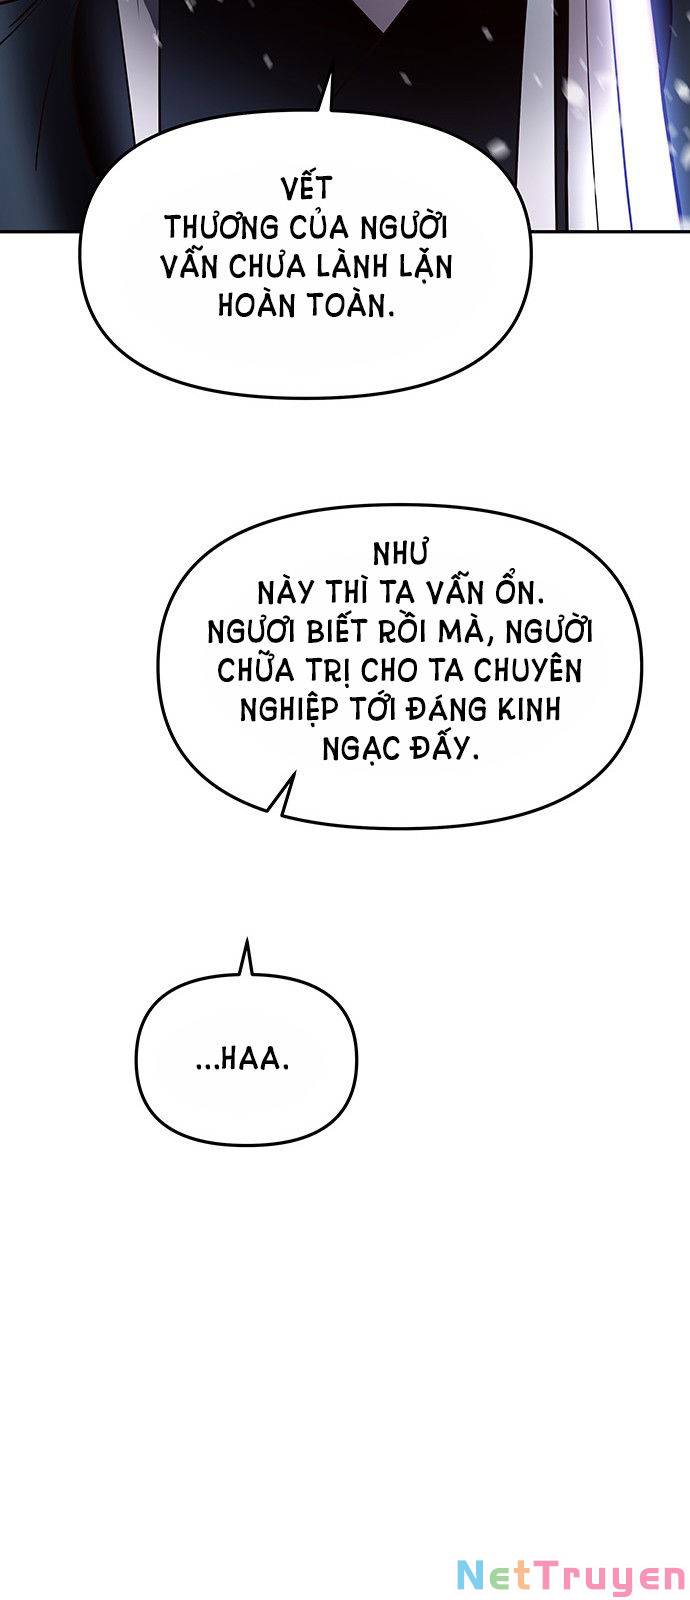 VẾT
THƯƠNG CỦA NGƯỜI
VẪN CHƯA LÀNH LẶN
HOÀN TOÀN.
NHƯ
NÀY THÌ TA VẪN ỔN.
NGƯƠI BIẾT RỒI MÀ, NGƯỜI
CHỮA TRỊ CHO TA CHUYÊN
NGHIỆP TỚI ĐÁNG KINH
NGẠC ĐẤY.
...HAA.
NetTruyen